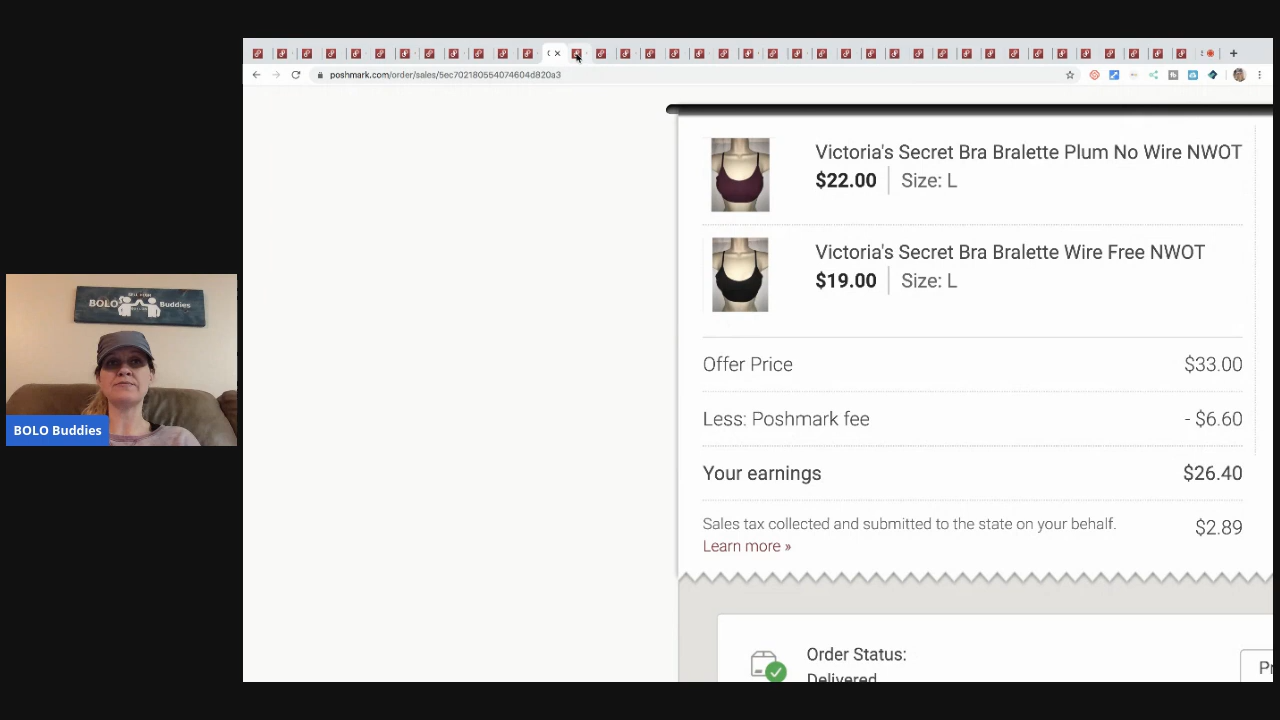 poshmark.com/order/sales/5ec702180554074604d820a3
Victoria's Secret Bra Bralette Plum No Wire NWOT
$22.00 Size: L
Victoria's Secret Bra Bralette Wire Free NWOT
$19.00 Size: L
Offer Price $33.00
Less: Poshmark fee - $6.60
Your earnings $26.40
Sales tax collected and submitted to the state on your behalf. $2.89
Learn more »
Order Status:
Delivered
BOLO Buddies
BOLO Buddies